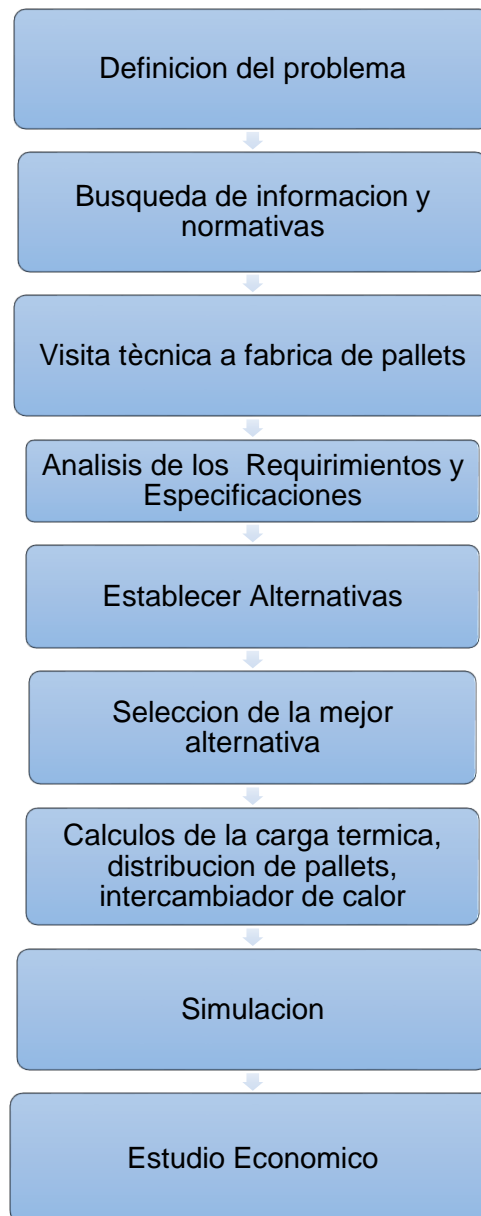 Definicion del problema
Busqueda de informacion y
normativas
Visita tècnica a fabrica de pallets
Analisis de los Requirimientos y
Especificaciones
Establecer Alternativas
Seleccion de la mejor
alternativa
Calculos de la carga termica,
distribucion de pallets,
intercambiador de calor
Simulacion
Estudio Economico